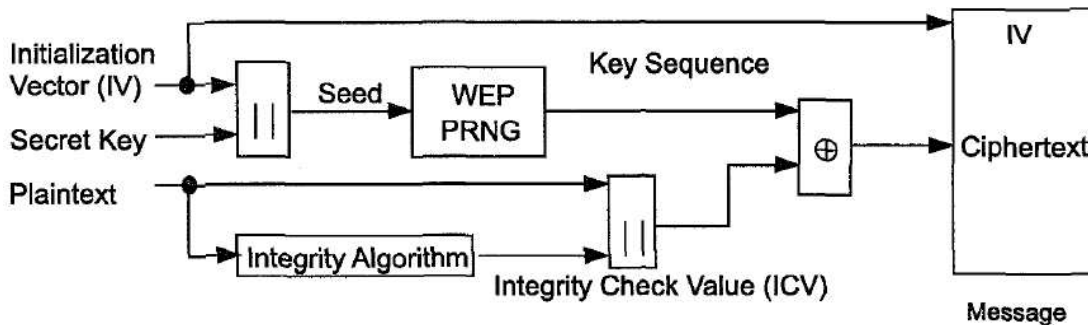 Initialization
Vector (IV)
Secret Key
Plaintext
||
Seed
WEP
PRNG
Key Sequence
Integrity Algorithm
||
Integrity Check Value (ICV)
⊕
IV
Ciphertext
Message